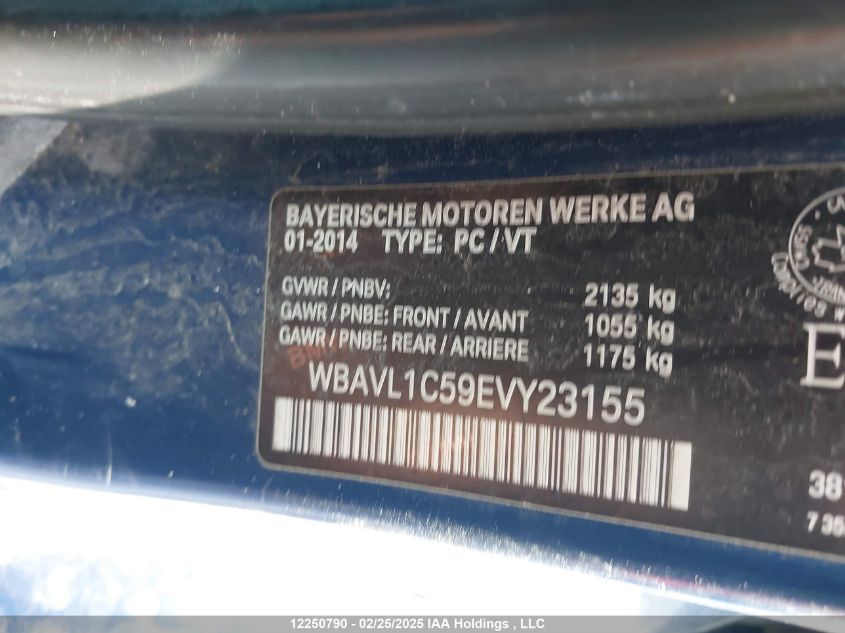 BAYERISCHE MOTOREN WERKE AG
01-2014 TYPE: PC / VT
GVWR / PNBV: 2135 kg
GAWR / PNBE: FRONT / AVANT 1055 kg
GAWR / PNBE: REAR / ARRIERE 1175 kg
WBAVL1C59EVY23155
12250790 - 02/25/2025 IAA Holdings , LLC